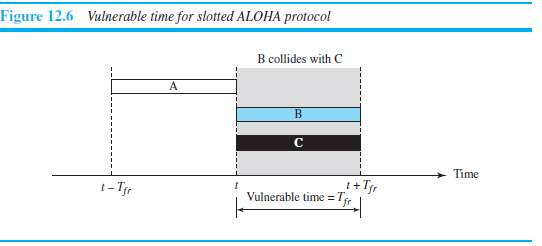 Figure 12.6 Vulnerable time for slotted ALOHA protocol
B collides with C
A
B
C
Time
t – Tfr
t
t + Tfr
Vulnerable time = Tfr